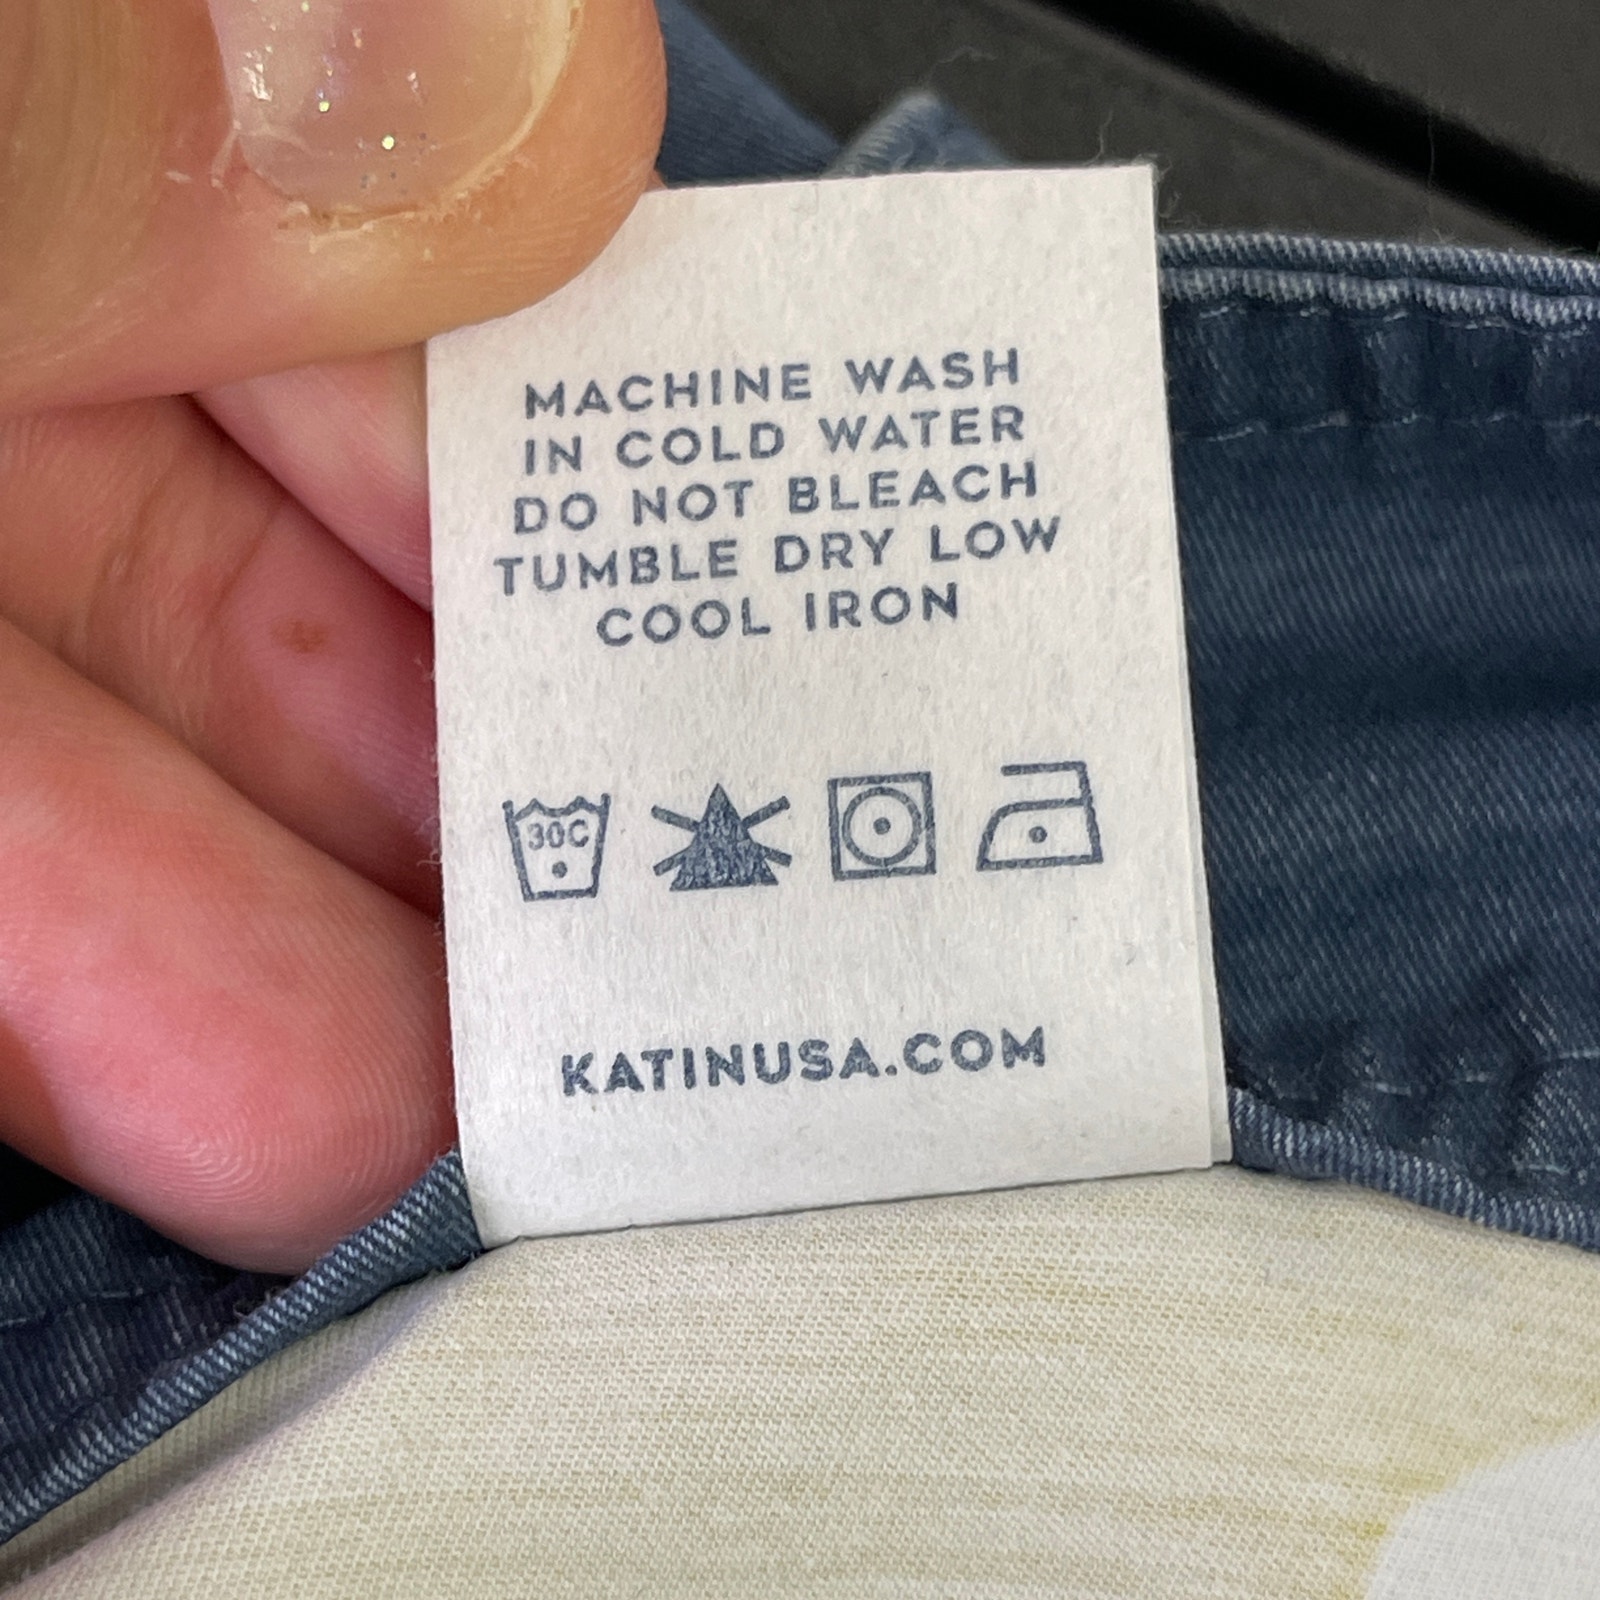 MACHINE WASH
IN COLD WATER
DO NOT BLEACH
TUMBLE DRY LOW
COOL IRON
30C
KATINUSA.COM